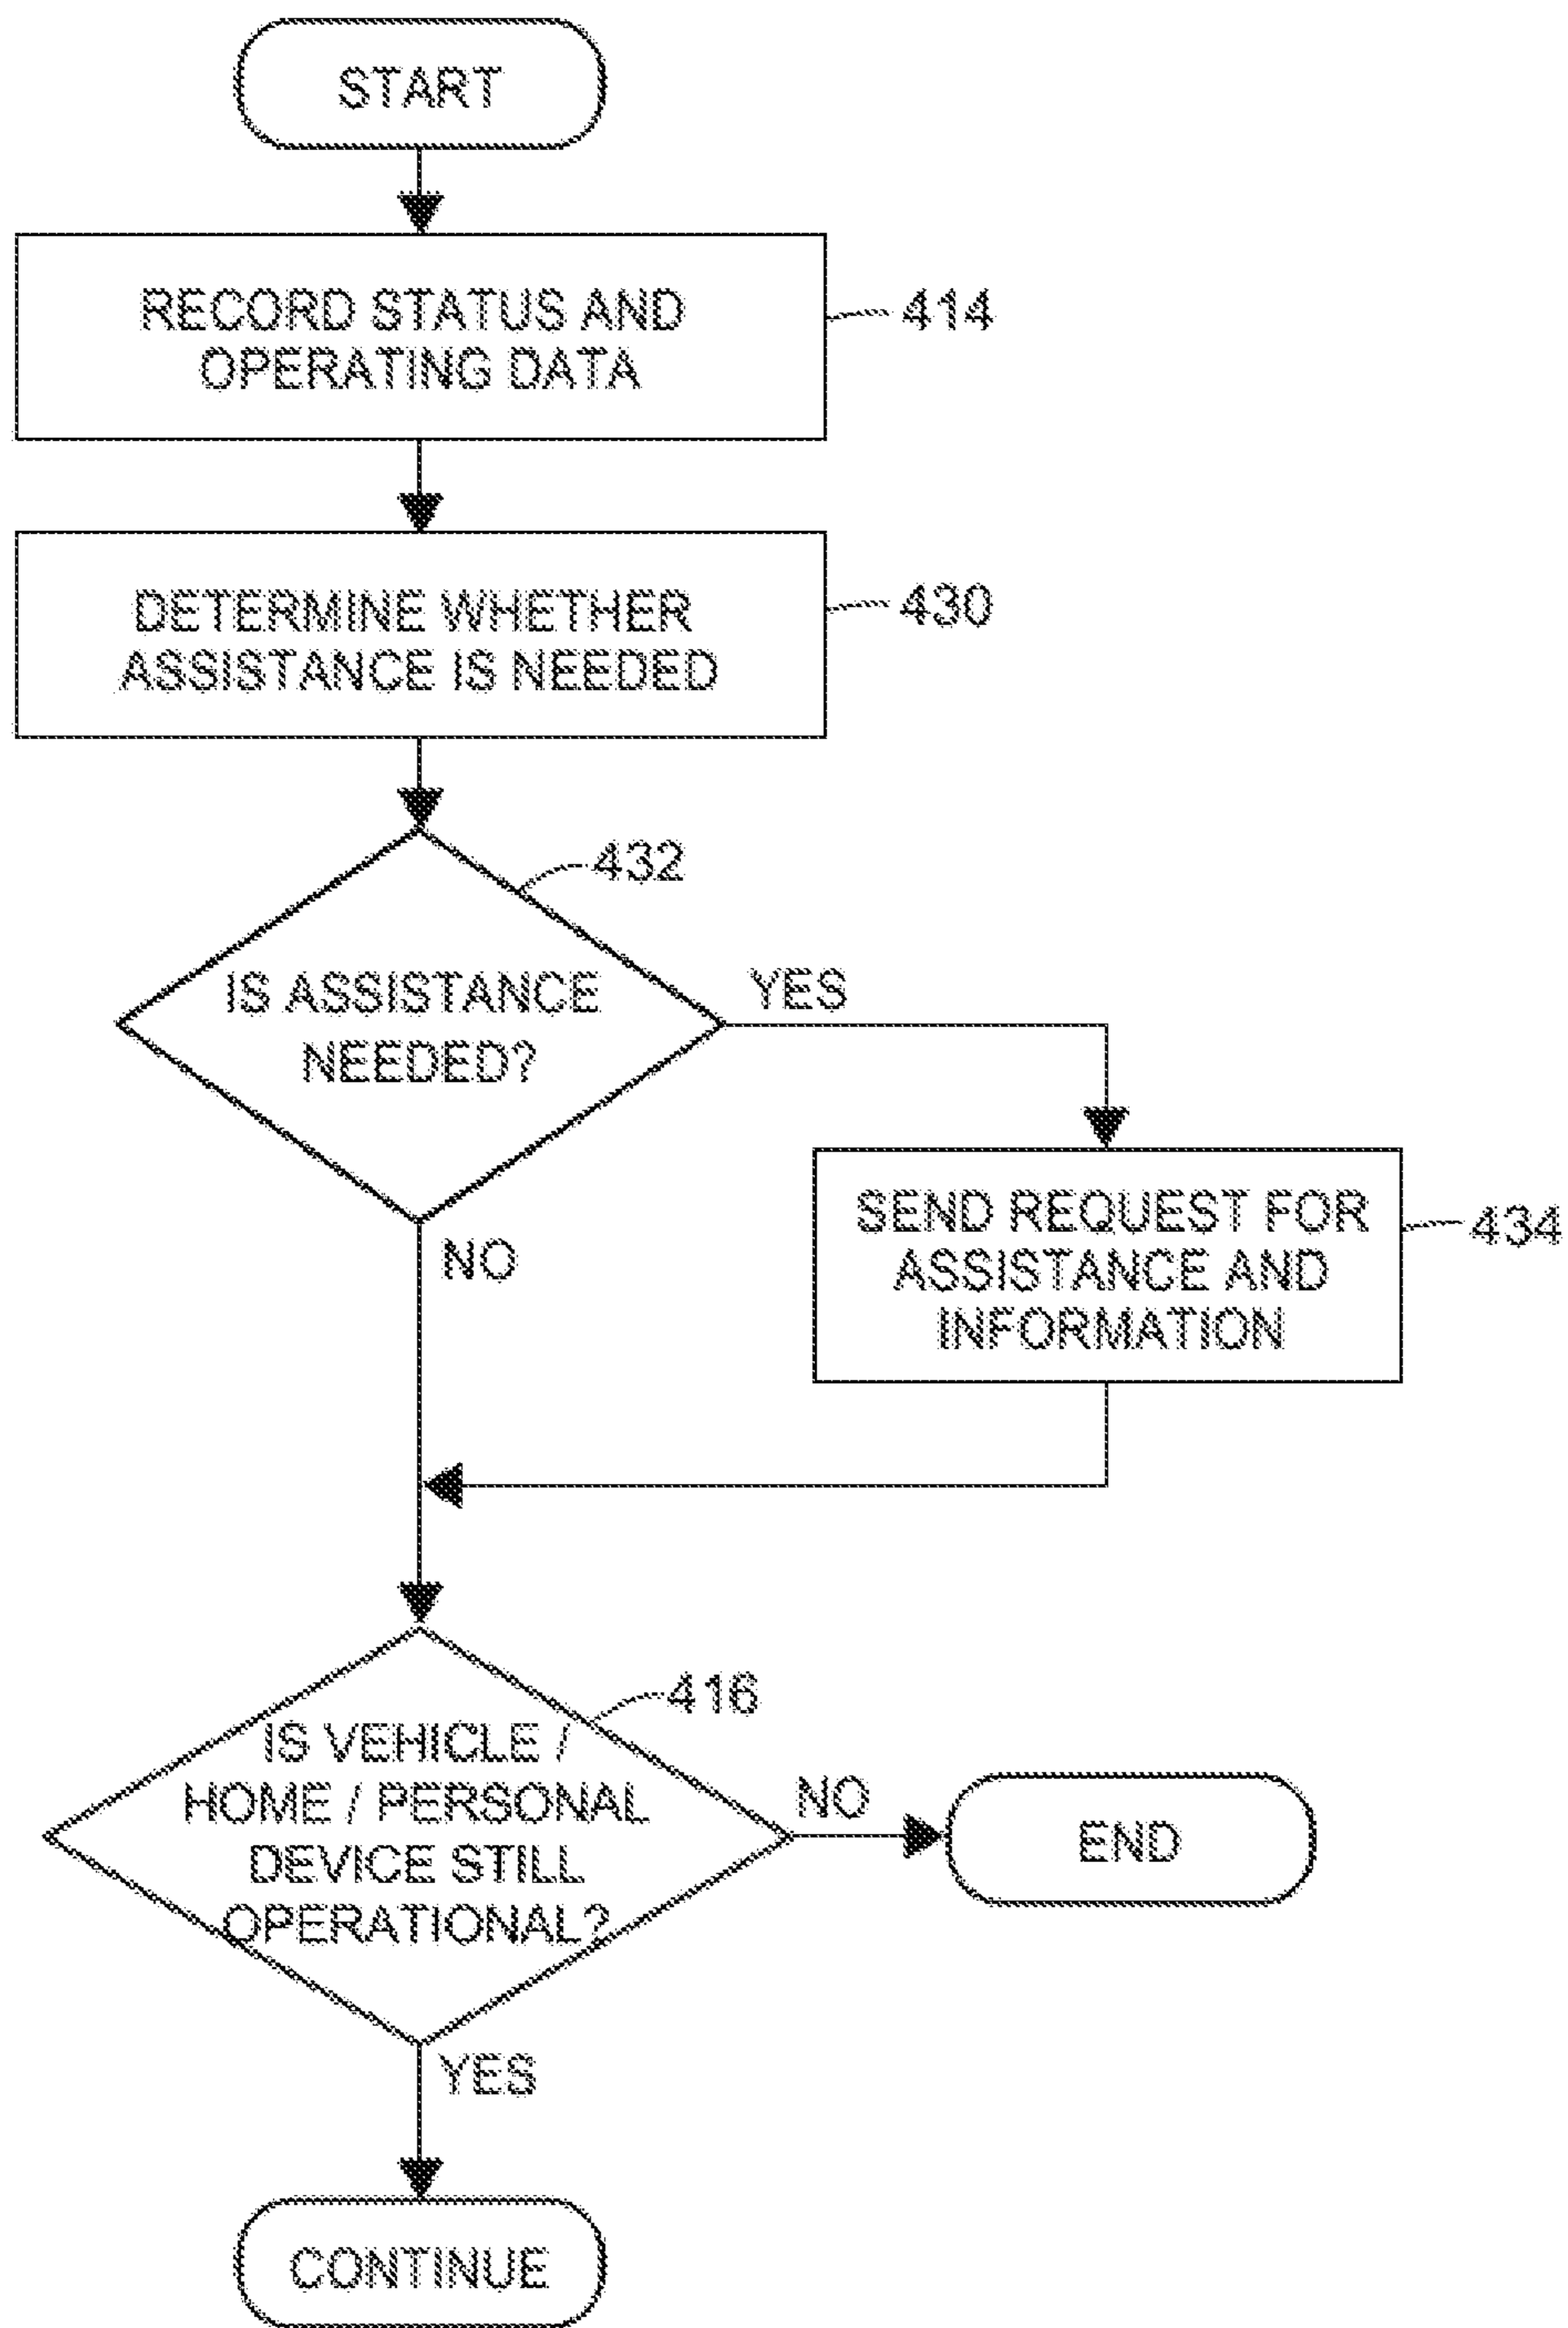 START
RECORD STATUS AND
OPERATING DATA
414
DETERMINE WHETHER
ASSISTANCE IS NEEDED
430
432
IS ASSISTANCE
NEEDED?
YES
NO
SEND REQUEST FOR
ASSISTANCE AND
INFORMATION
434
416
IS VEHICLE /
HOME / PERSONAL
DEVICE STILL
OPERATIONAL?
NO
END
YES
CONTINUE